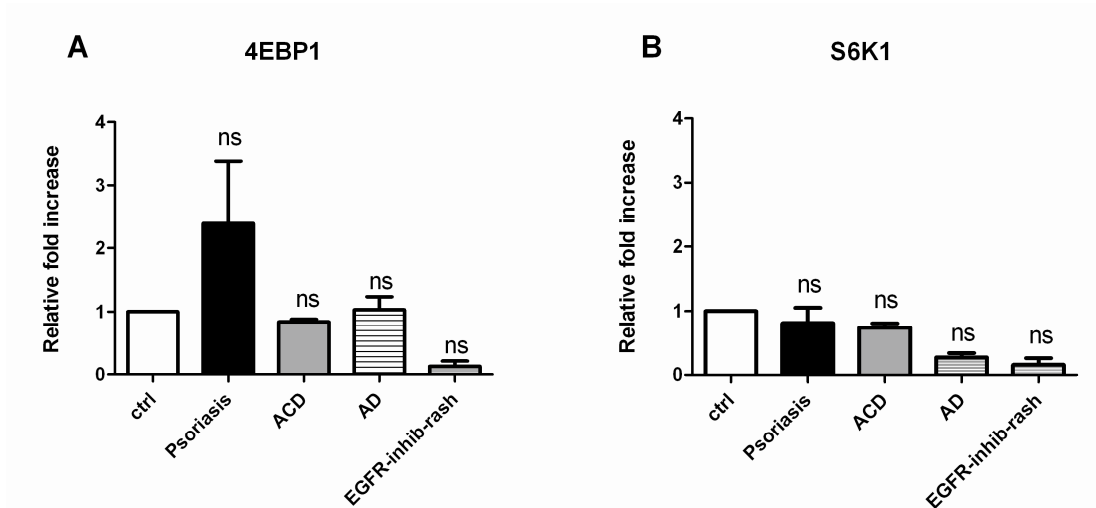 A
4EBP1
Relative fold increase
4
3
2
1
0
ns
ns
ns
ns
ctrl
Psoriasis
ACD
AD
EGFR-inhib-rash
B
S6K1
Relative fold increase
4
3
2
1
0
ns
ns
ns
ns
ctrl
Psoriasis
ACD
AD
EGFR-inhib-rash